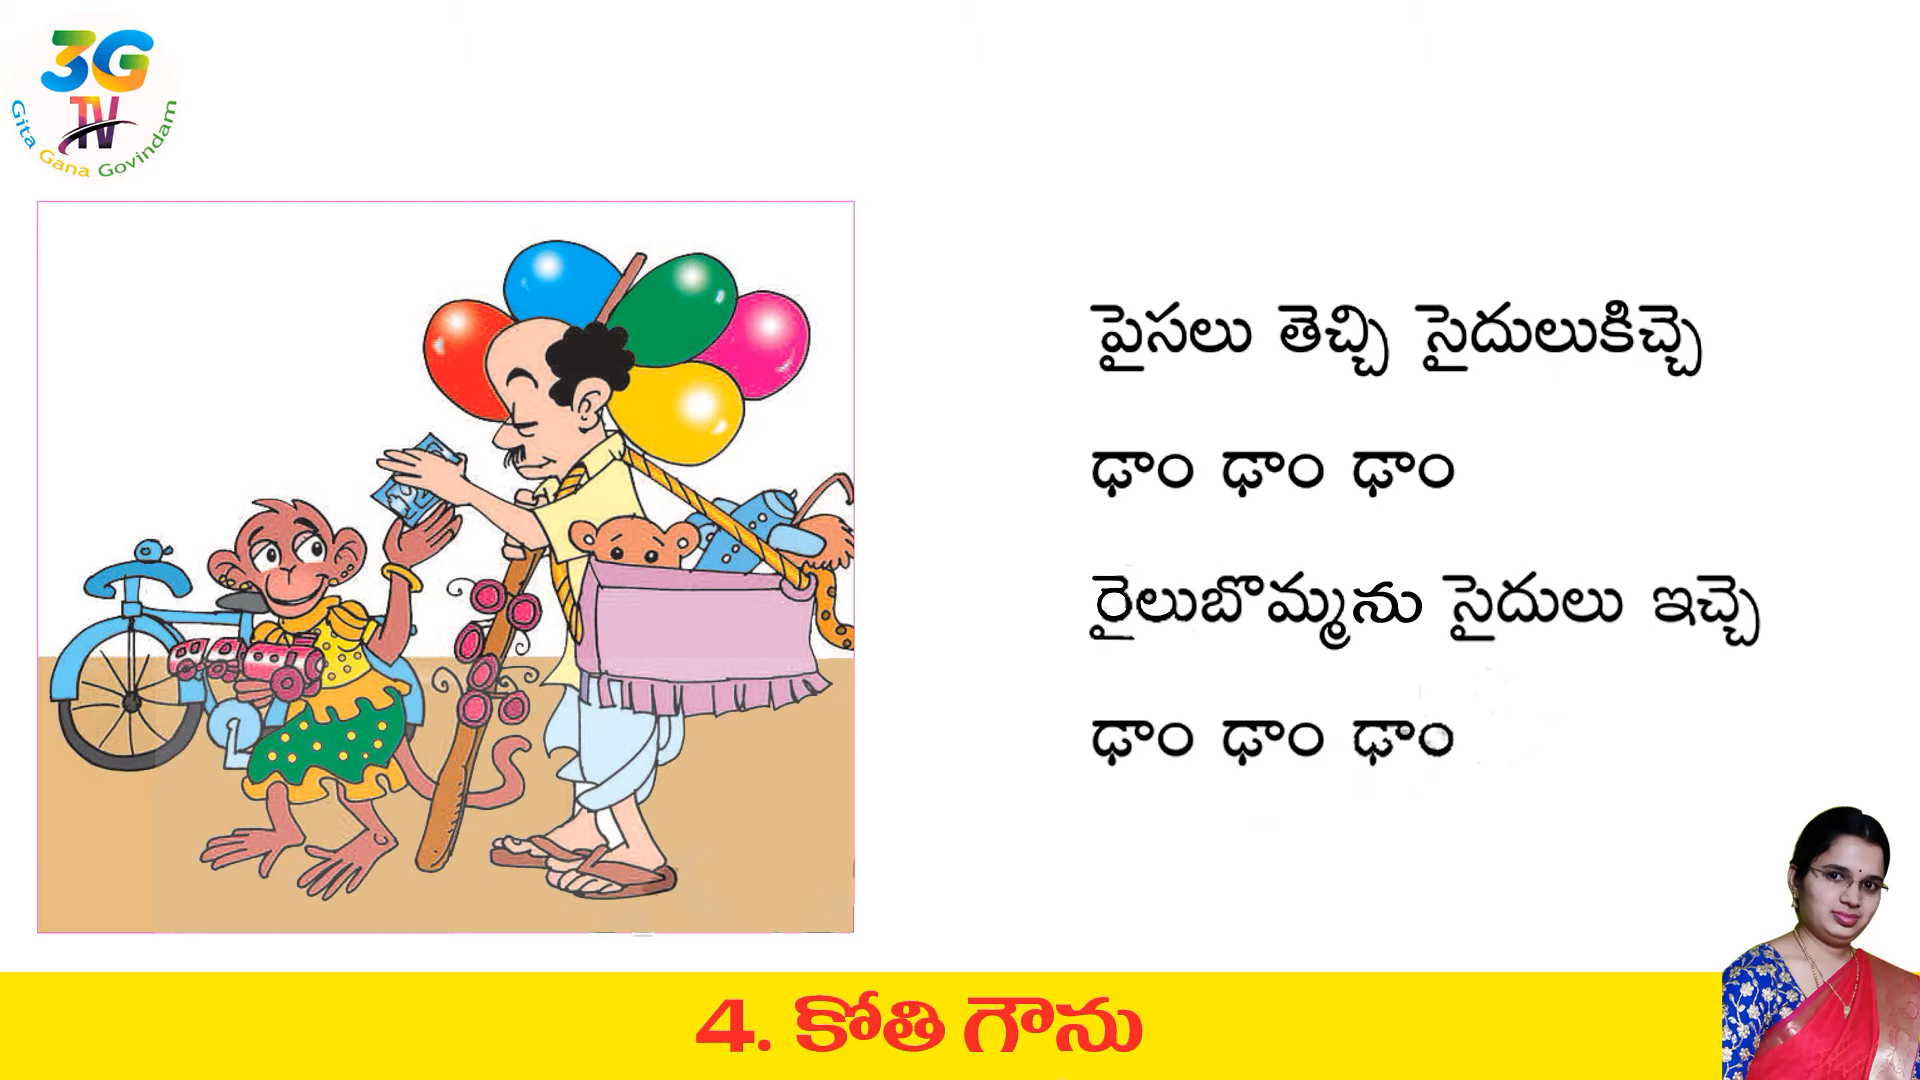 3G
TV
Gita Gana Govindam
పైసలు తెచ్చి సైదులుకిచ్చె
ఢాం ఢాం ఢాం
రైలుబొమ్మను సైదులు ఇచ్చె
ఢాం ఢాం ఢాం
4. కోతి గౌను